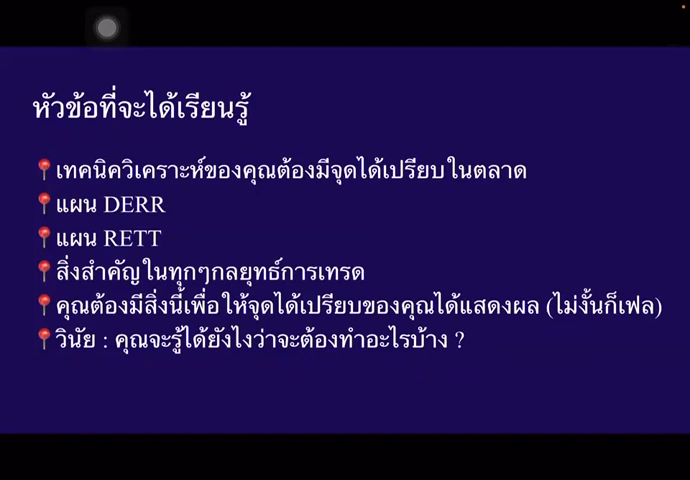 หัวข้อที่จะได้เรียนรู้
📍เทคนิควิเคราะห์ของคุณต้องมีจุดได้เปรียบในตลาด
📍แผน DERR
📍แผน RETT
📍สิ่งสำคัญในทุกๆกลยุทธ์การเทรด
📍คุณต้องมีสิ่งนี้เพื่อให้จุดได้เปรียบของคุณได้แสดงผล (ไม่งั้นก็เฟล)
📍วินัย : คุณจะรู้ได้ยังไงว่าจะต้องทำอะไรบ้าง ?